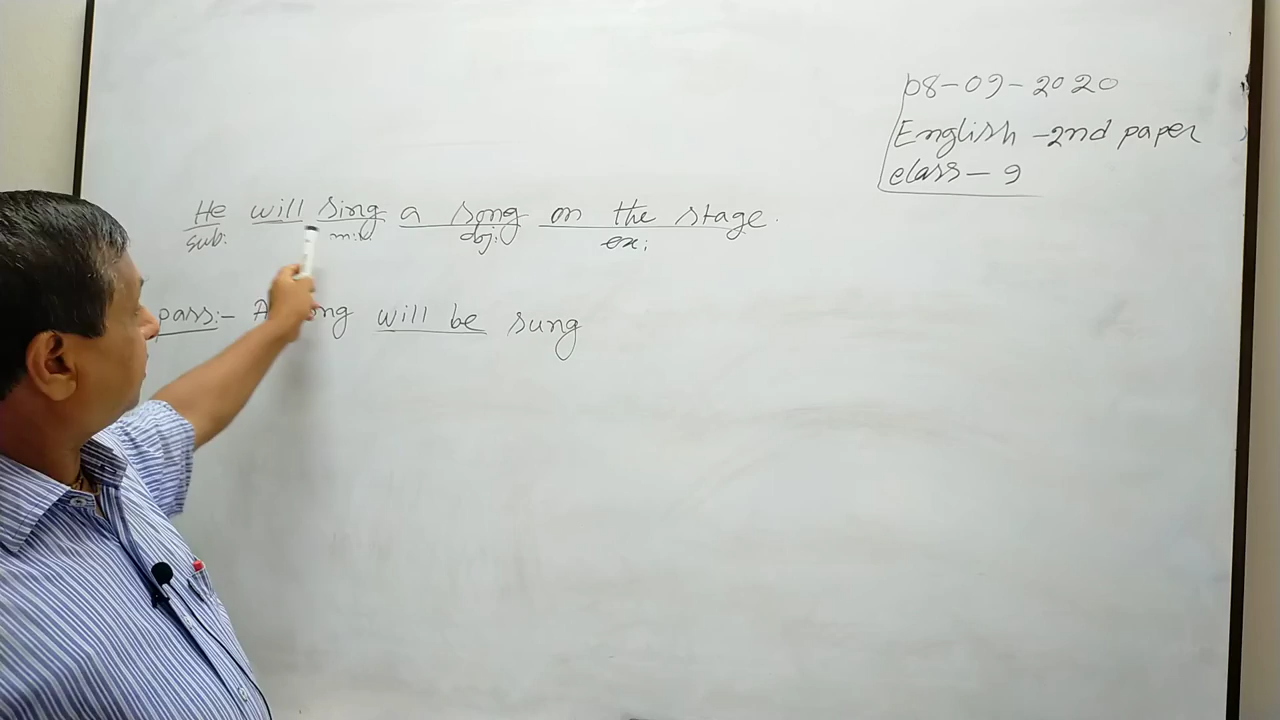 08-09-2020
English -2nd paper
class- 9
He will sing a song on the stage.
sub: m.v. obj: ex:
pass:- A song will be sung